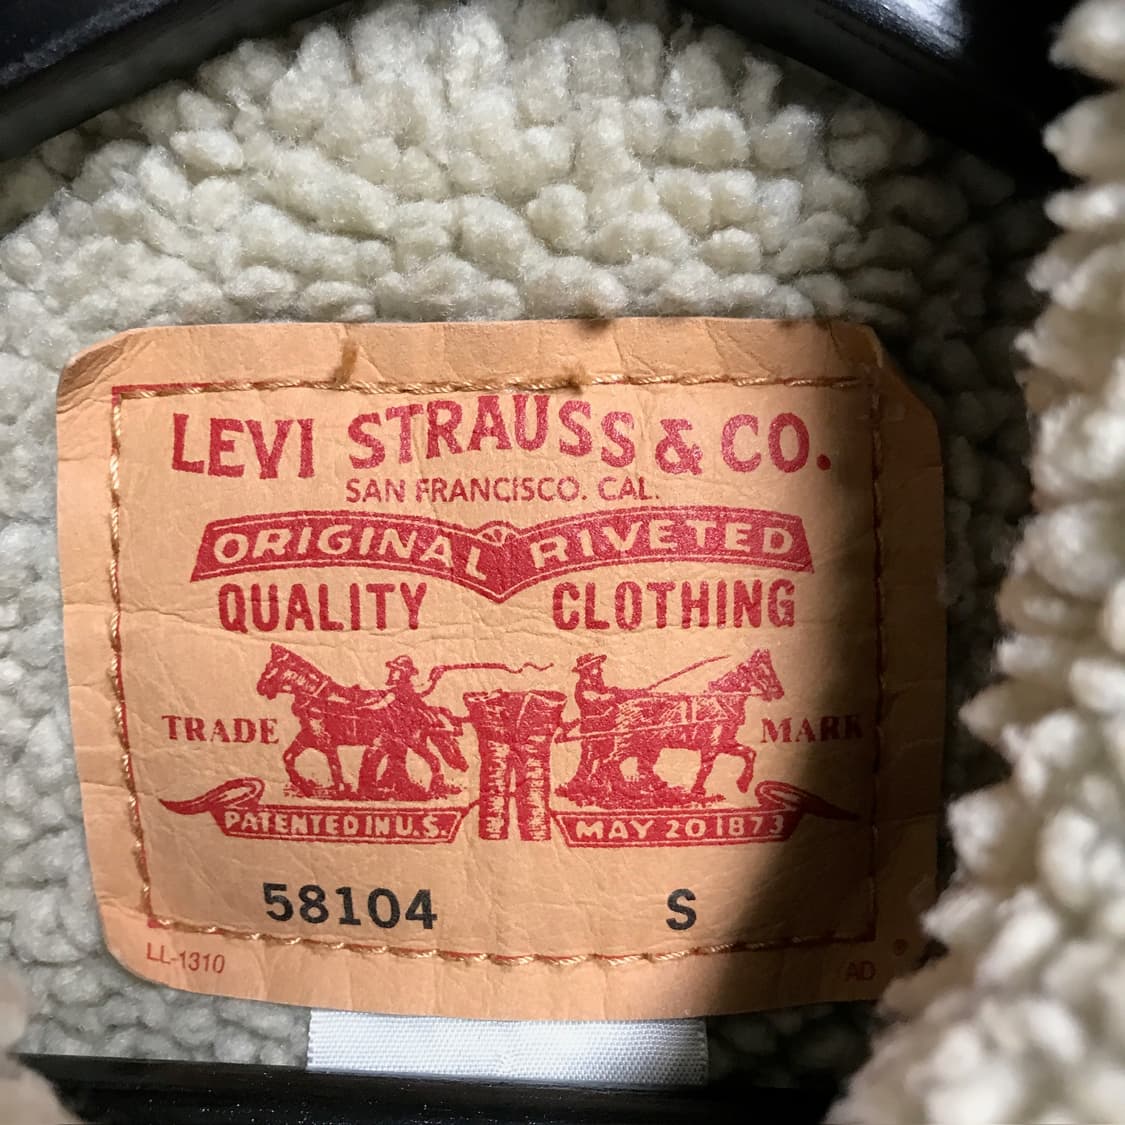 LEVI STRAUSS & CO.
SAN FRANCISCO. CAL.
ORIGINAL RIVETED
QUALITY CLOTHING
TRADE MARK
PATENTED IN U.S. MAY 20 1873
58104 S
LL-1310 AD ®